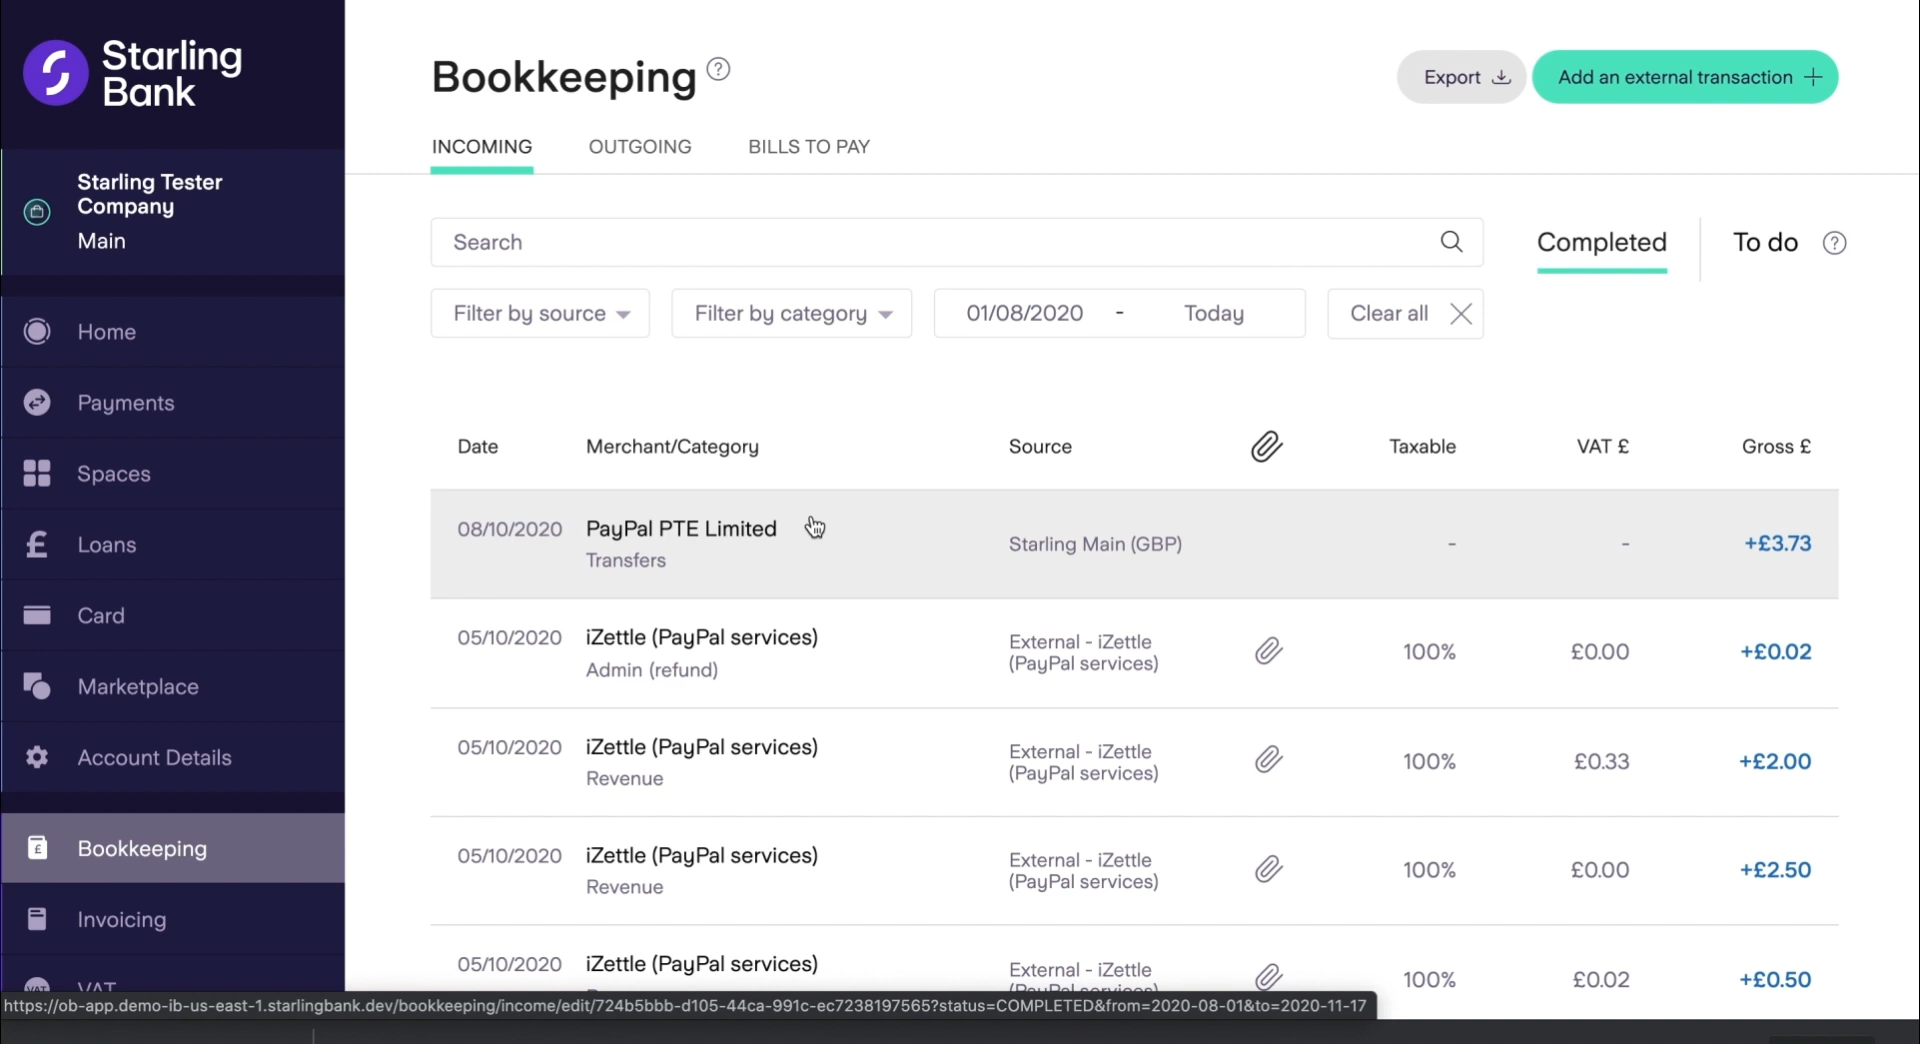 Starling
Bank
Starling Tester
Company
Main
Home
Payments
Spaces
Loans
Card
Marketplace
Account Details
Bookkeeping
Invoicing
VAT
Bookkeeping ?
Export
Add an external transaction
INCOMING OUTGOING BILLS TO PAY
Search
Completed To do ?
Filter by source Filter by category 01/08/2020 - Today Clear all
Date Merchant/Category Source Taxable VAT £ Gross £
08/10/2020 PayPal PTE Limited
Transfers
Starling Main (GBP) - - +£3.73
05/10/2020 iZettle (PayPal services)
Admin (refund)
External - iZettle
(PayPal services)
100% £0.00 +£0.02
05/10/2020 iZettle (PayPal services)
Revenue
External - iZettle
(PayPal services)
100% £0.33 +£2.00
05/10/2020 iZettle (PayPal services)
Revenue
External - iZettle
(PayPal services)
100% £0.00 +£2.50
05/10/2020 iZettle (PayPal services)
External - iZettle
(PayPal services)
100% £0.02 +£0.50
https://ob-app.demo-ib-us-east-1.starlingbank.dev/bookkeeping/income/edit/724b5bbb-d105-44ca-991c-ec7238197565?status=COMPLETED&from=2020-08-01&to=2020-11-17